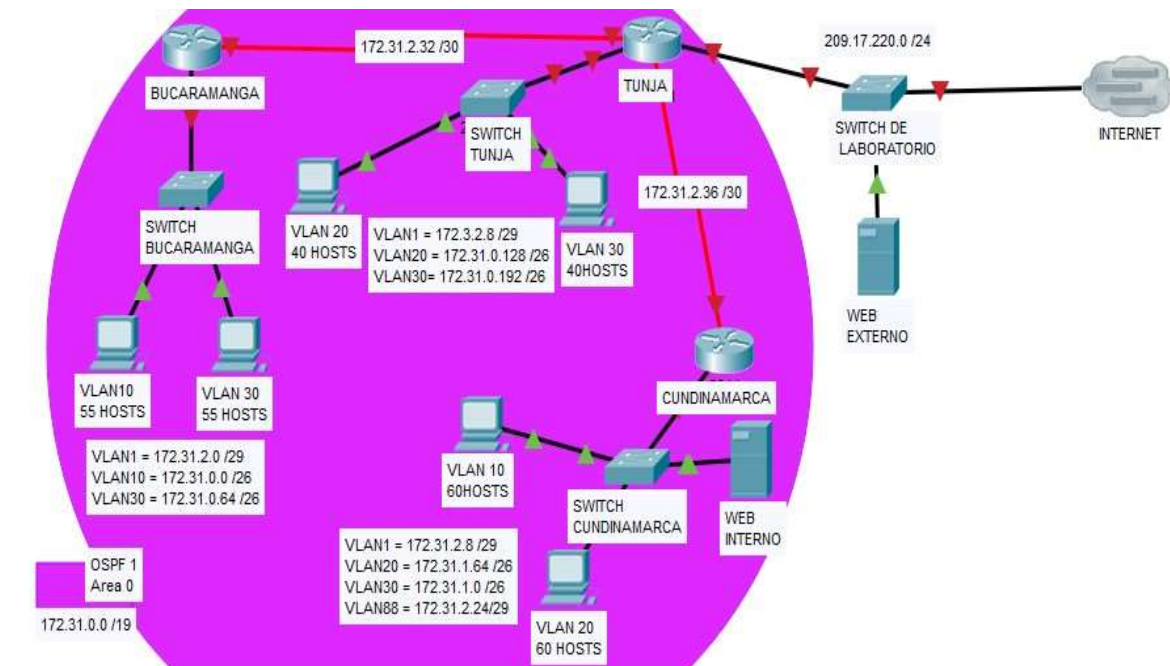 172.31.2.32 /30
BUCARAMANGA
TUNJA
209.17.220.0 /24
SWITCH DE
LABORATORIO
INTERNET
SWITCH
TUNJA
172.31.2.36 /30
VLAN 20
40 HOSTS
VLAN1 = 172.3.2.8 /29
VLAN20 = 172.31.0.128 /26
VLAN30= 172.31.0.192 /26
VLAN 30
40HOSTS
SWITCH
BUCARAMANGA
WEB
EXTERNO
VLAN10
55 HOSTS
VLAN 30
55 HOSTS
CUNDINAMARCA
VLAN1 = 172.31.2.0 /29
VLAN10 = 172.31.0.0 /26
VLAN30 = 172.31.0.64 /26
VLAN 10
60HOSTS
SWITCH
CUNDINAMARCA
WEB
INTERNO
VLAN1 = 172.31.2.8 /29
VLAN20 = 172.31.1.64 /26
VLAN30 = 172.31.1.0 /26
VLAN88 = 172.31.2.24/29
OSPF 1
Area 0
172.31.0.0 /19
VLAN 20
60 HOSTS